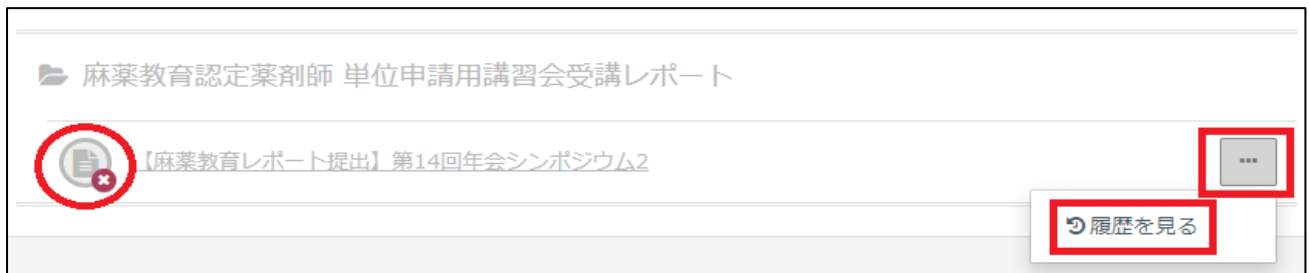 麻薬教育認定薬剤師 単位申請用講習会受講レポート
【麻薬教育レポート提出】第14回年会シンポジウム2
履歴を見る